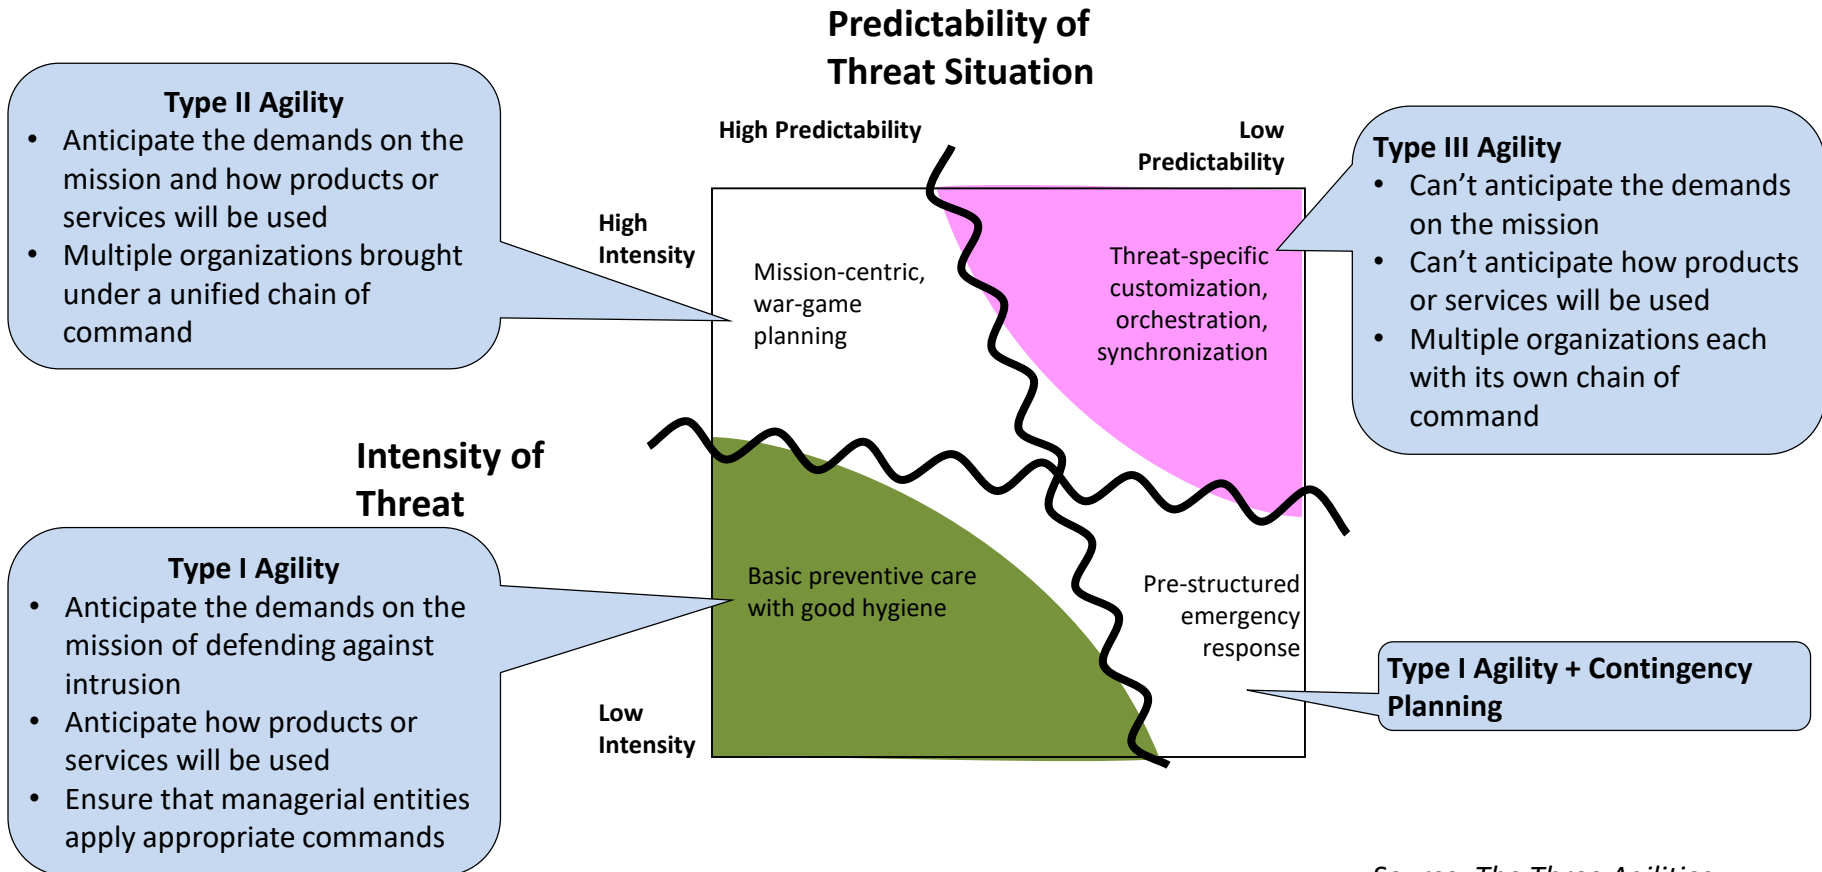 Predictability of
Threat Situation
Type II Agility
• Anticipate the demands on the
mission and how products or
services will be used
• Multiple organizations brought
under a unified chain of
command
High Predictability
Low
Predictability
Type III Agility
• Can’t anticipate the demands
on the mission
• Can’t anticipate how products
or services will be used
• Multiple organizations each
with its own chain of
command
High
Intensity
Mission-centric,
war-game
planning
Threat-specific
customization,
orchestration,
synchronization
Intensity of
Threat
Type I Agility
• Anticipate the demands on the
mission of defending against
intrusion
• Anticipate how products or
services will be used
• Ensure that managerial entities
apply appropriate commands
Basic preventive care
with good hygiene
Pre-structured
emergency
response
Type I Agility + Contingency
Planning
Low
Intensity
Source: The Three Agilities